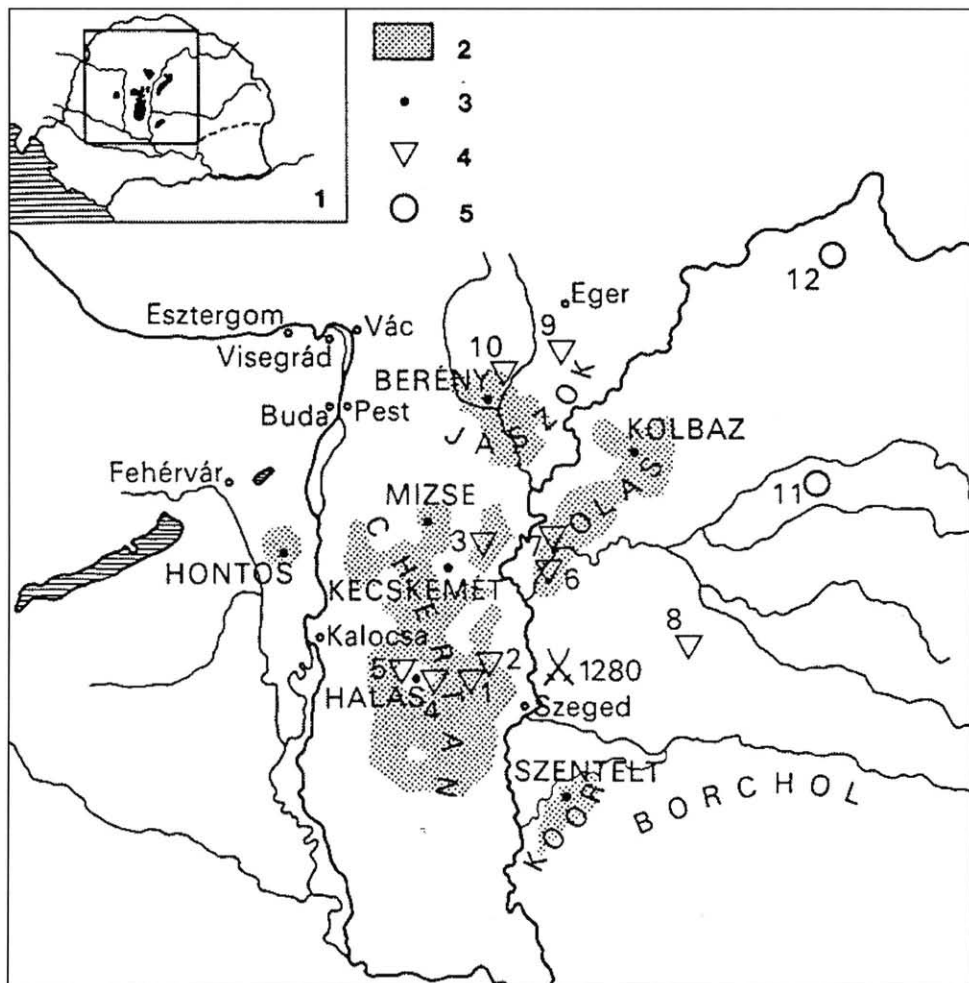 1
2
3
4
5
Eger
12
Esztergom
Vác
Visegrád
9
10
BERÉNY
JÁSZOK
Buda
Pest
KOLBAZ
OLAS
11
Fehérvár
MIZSE
3
7
6
HONTOS
KECSKEMÉT
CHERTAN
Kalocsa
8
5
2
1280
HALAS
4
1
Szeged
SZENTELT
KOOR
BORCHOL